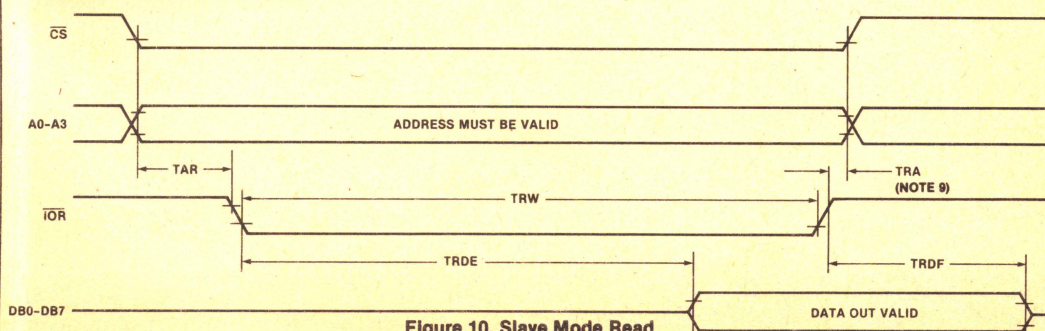 CS
A0-A3
ADDRESS MUST BE VALID
TAR
TRA
(NOTE 9)
IOR
TRW
TRDE
TRDF
DB0-DB7
DATA OUT VALID
Figure 10. Slave Mode Read